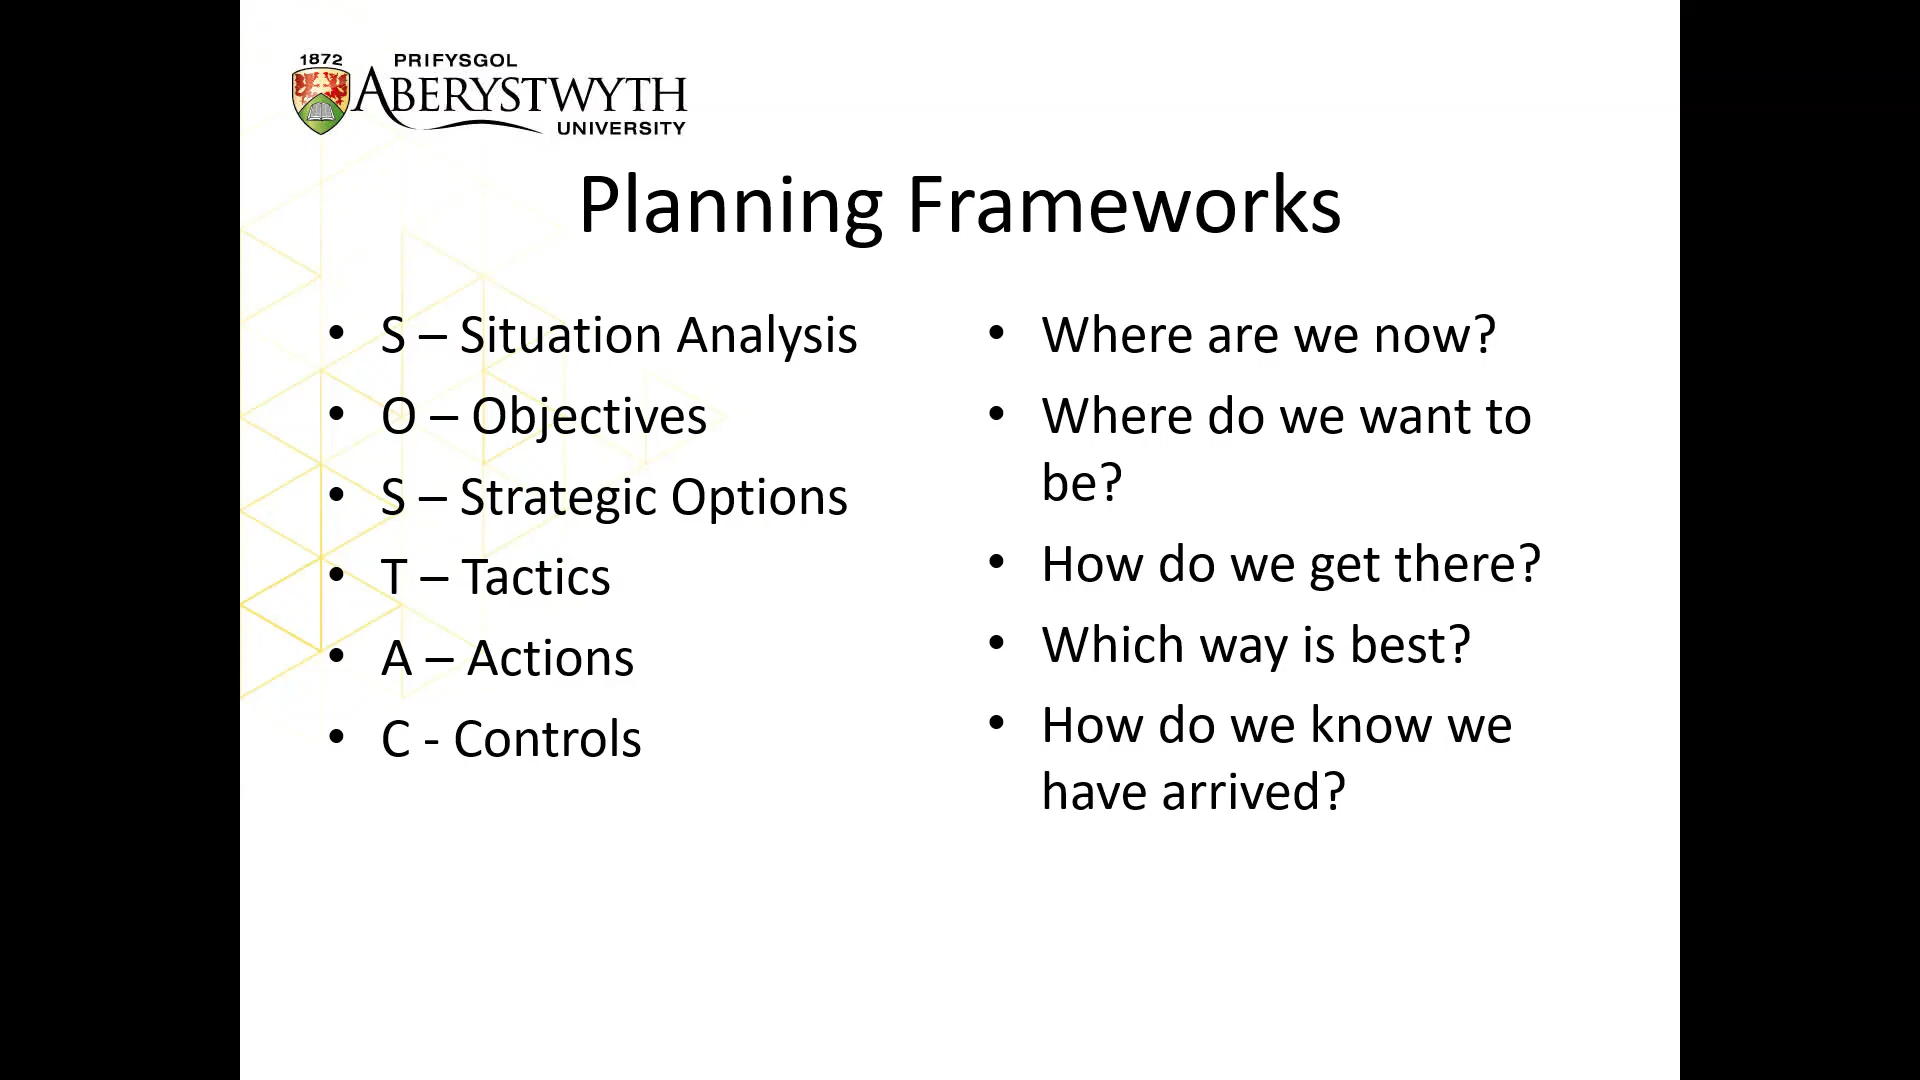 1872
PRIFYSGOL
ABERYSTWYTH
UNIVERSITY
Planning Frameworks
• S – Situation Analysis
• O – Objectives
• S – Strategic Options
• T – Tactics
• A – Actions
• C - Controls
• Where are we now?
• Where do we want to
be?
• How do we get there?
• Which way is best?
• How do we know we
have arrived?